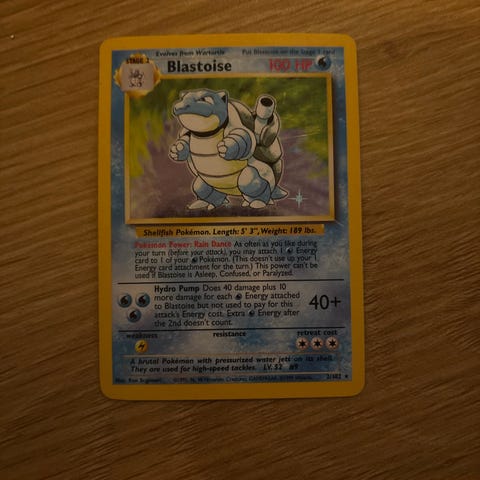 Evolves from Wartortle Put Blastoise on the Stage 1 card
STAGE 2
Blastoise 100 HP
Shellfish Pokémon. Length: 5' 3", Weight: 189 lbs.
Pokémon Power: Rain Dance As often as you like during
your turn (before your attack), you may attach 1 Energy
card to 1 of your Pokémon. (This doesn't use up your 1
Energy card attachment for the turn.) This power can't be
used if Blastoise is Asleep, Confused, or Paralyzed.
Hydro Pump Does 40 damage plus 10
more damage for each Energy attached
to Blastoise but not used to pay for this
attack's Energy cost. Extra Energy after
the 2nd doesn't count.
40+
weakness resistance retreat cost
A brutal Pokémon with pressurized water jets on its shell.
They are used for high-speed tackles. LV. 52 #9
Nintendo, Creatures, GAMEFREAK.